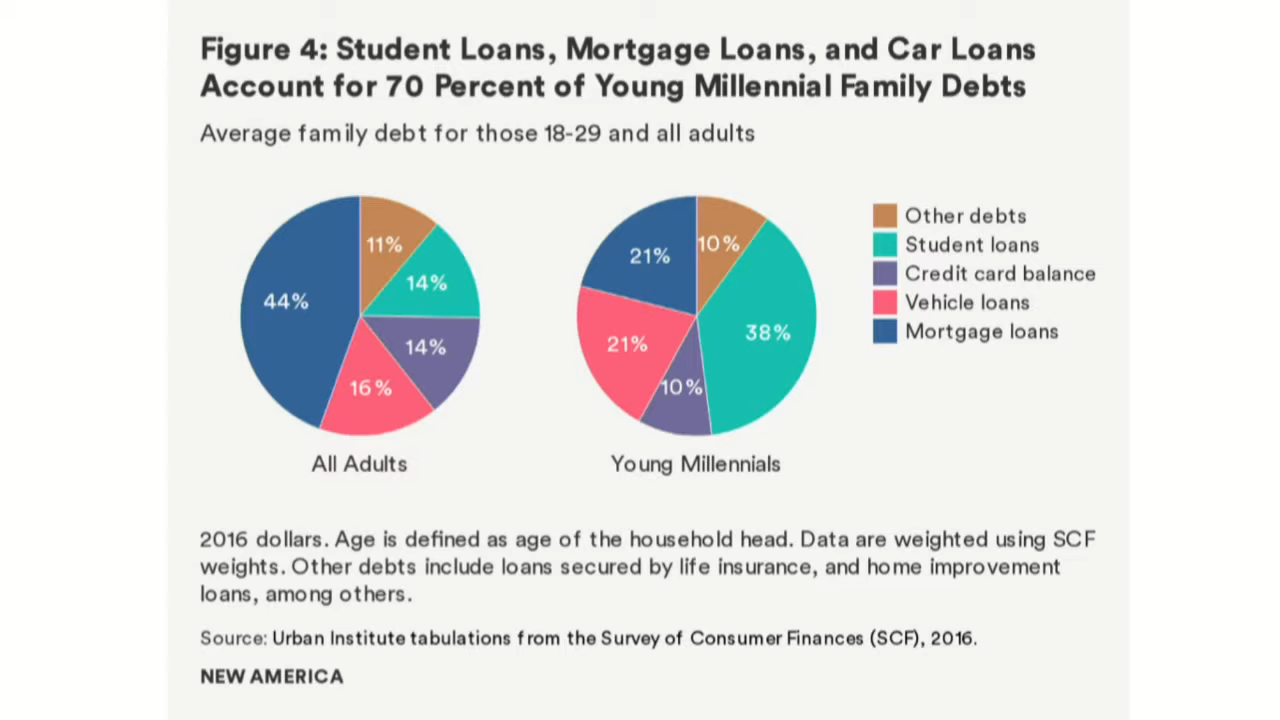 Figure 4: Student Loans, Mortgage Loans, and Car Loans
Account for 70 Percent of Young Millennial Family Debts
Average family debt for those 18-29 and all adults
11%
14%
14%
16%
44%
All Adults
10%
38%
10%
21%
21%
Young Millennials
Other debts
Student loans
Credit card balance
Vehicle loans
Mortgage loans
2016 dollars. Age is defined as age of the household head. Data are weighted using SCF
weights. Other debts include loans secured by life insurance, and home improvement
loans, among others.
Source: Urban Institute tabulations from the Survey of Consumer Finances (SCF), 2016.
NEW AMERICA